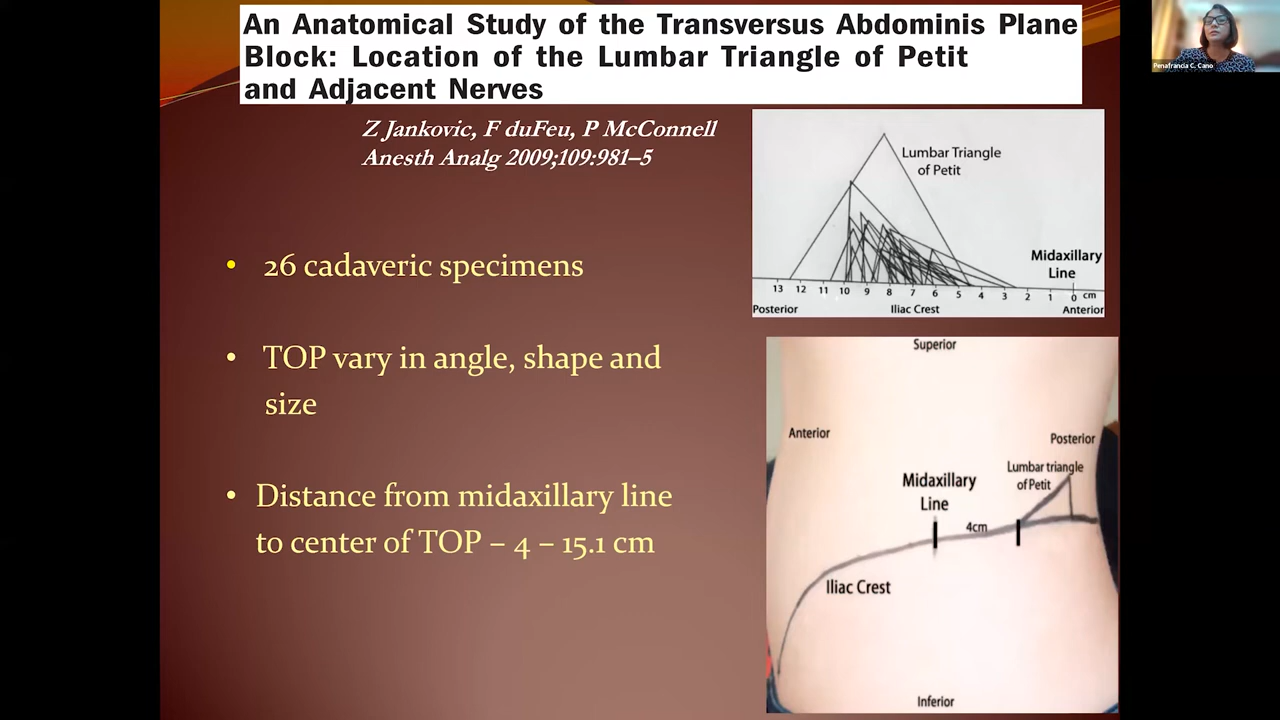 An Anatomical Study of the Transversus Abdominis Plane
Block: Location of the Lumbar Triangle of Petit
and Adjacent Nerves
Z Jankovic, F duFeu, P McConnell
Anesth Analg 2009;109:981–5
• 26 cadaveric specimens
• TOP vary in angle, shape and
size
• Distance from midaxillary line
to center of TOP – 4 – 15.1 cm
Lumbar Triangle
of Petit
Midaxillary
Line
13 12 11 10 9 8 7 6 5 4 3 2 1 0 cm
Posterior Iliac Crest Anterior
Superior
Anterior
Posterior
Lumbar triangle
of Petit
Midaxillary
Line
4cm
Iliac Crest
Inferior
Penafrancia C. Cano